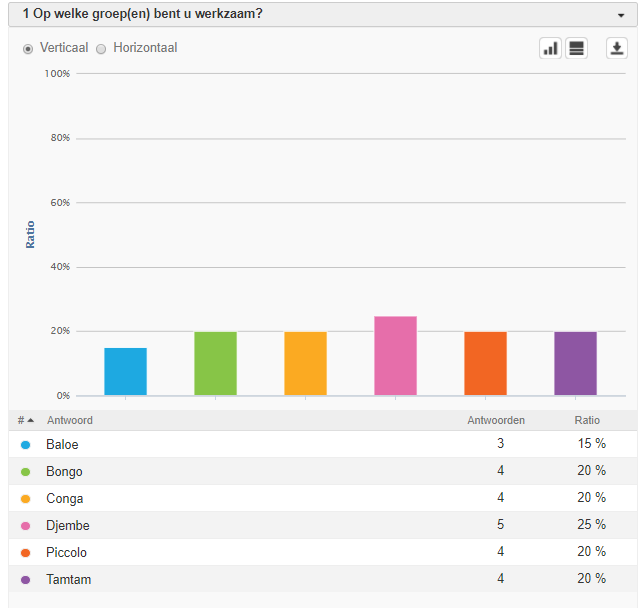 1 Op welke groep(en) bent u werkzaam?
Verticaal Horizontaal
100%
80%
60%
40%
20%
0%
Ratio
# Antwoord Antwoorden Ratio
Baloe 3 15 %
Bongo 4 20 %
Conga 4 20 %
Djembe 5 25 %
Piccolo 4 20 %
Tamtam 4 20 %